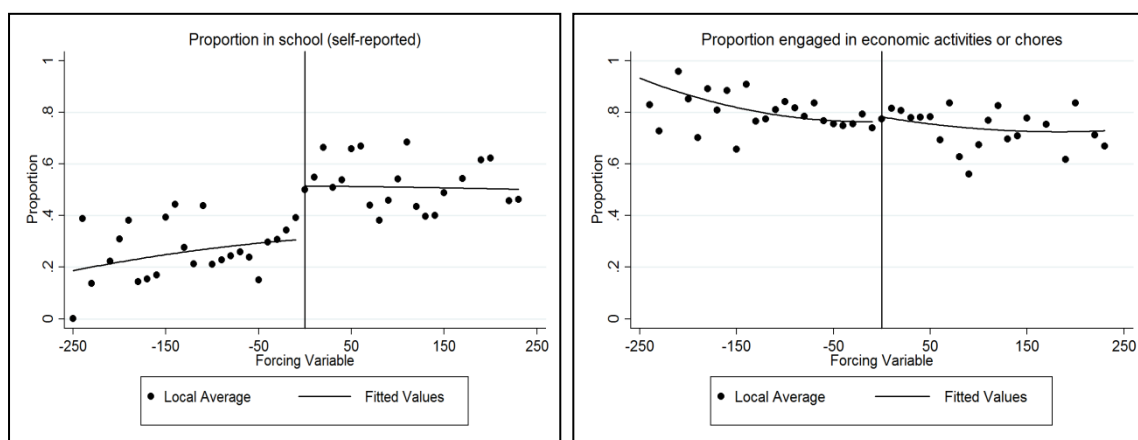 Proportion in school (self-reported)
1
.8
.6
.4
.2
0
Proportion
-250
-150
-50
50
150
250
Forcing Variable
Local Average
Fitted Values
Proportion engaged in economic activities or chores
1
.8
.6
.4
.2
0
Proportion
-250
-150
-50
50
150
250
Forcing Variable
Local Average
Fitted Values